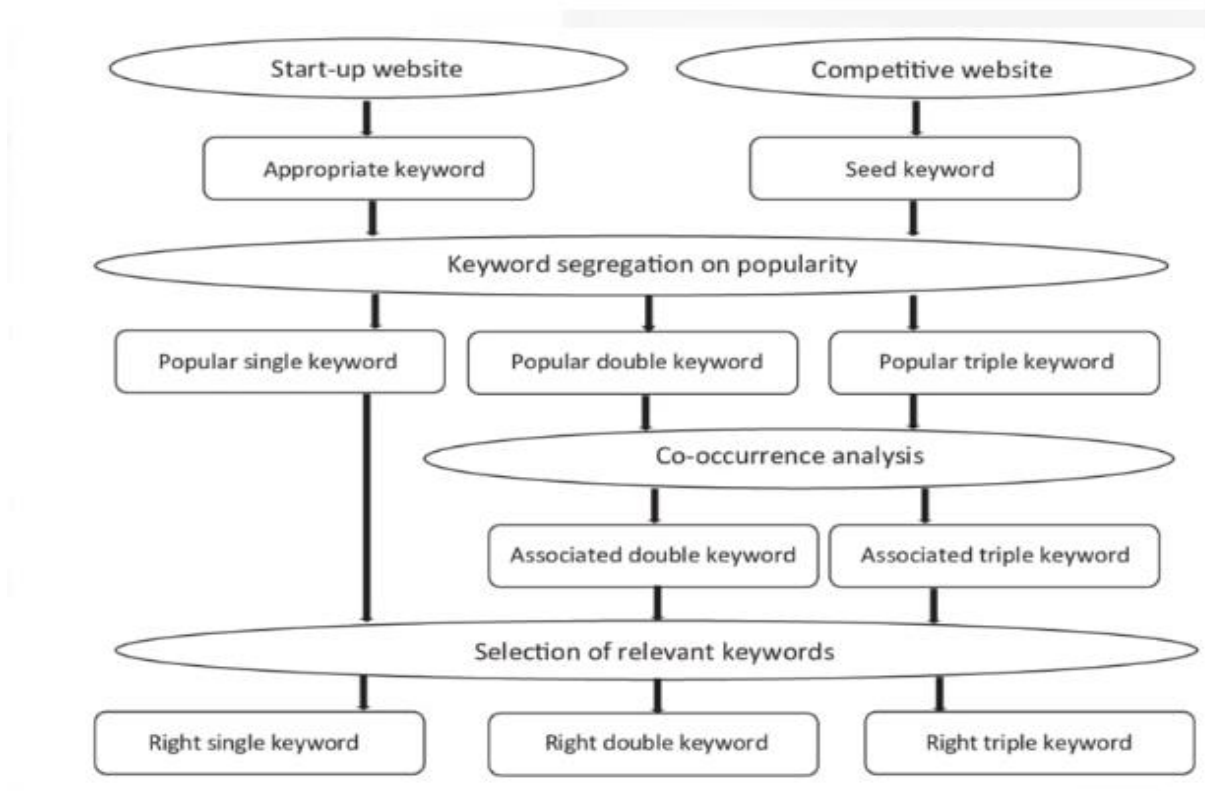 Start-up website
Competitive website
Appropriate keyword
Seed keyword
Keyword segregation on popularity
Popular single keyword
Popular double keyword
Popular triple keyword
Co-occurrence analysis
Associated double keyword
Associated triple keyword
Selection of relevant keywords
Right single keyword
Right double keyword
Right triple keyword